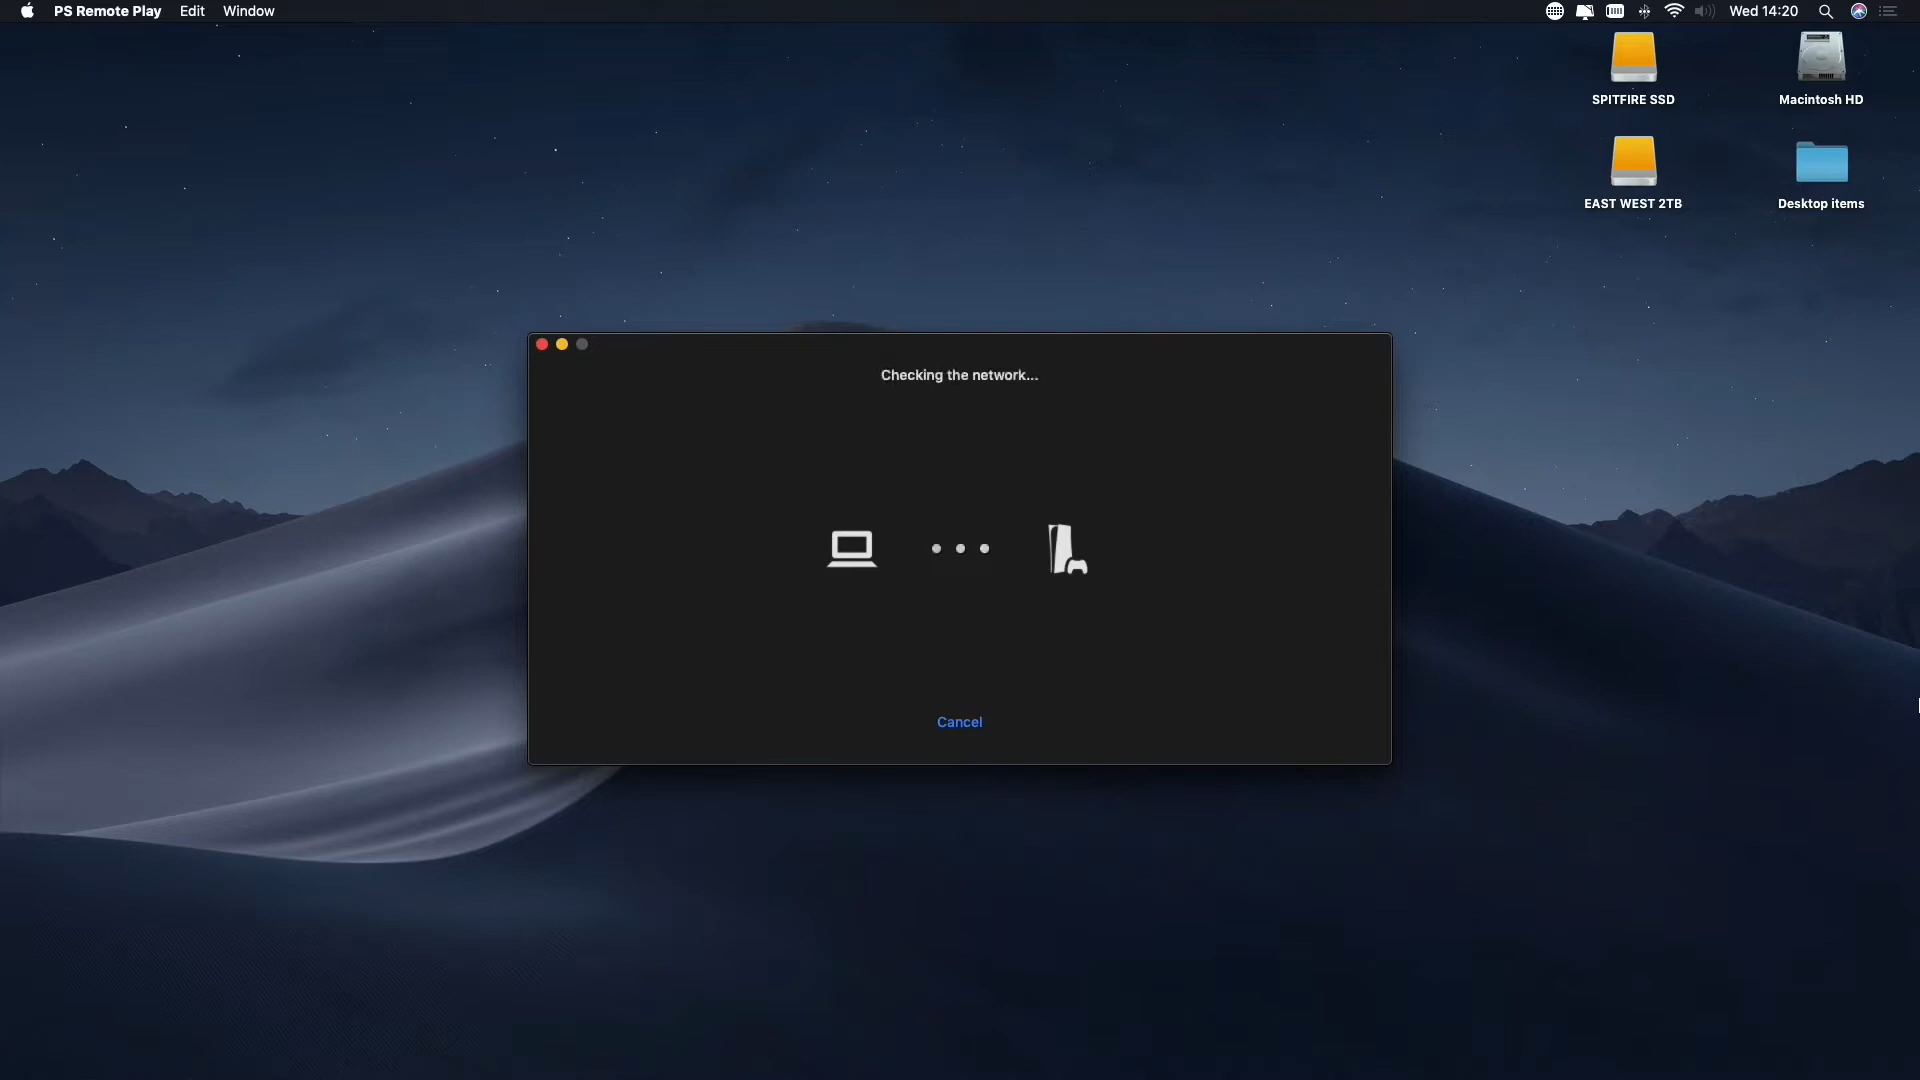 PS Remote Play Edit Window Wed 14:20
SPITFIRE SSD Macintosh HD
EAST WEST 2TB Desktop items
Checking the network...
Cancel